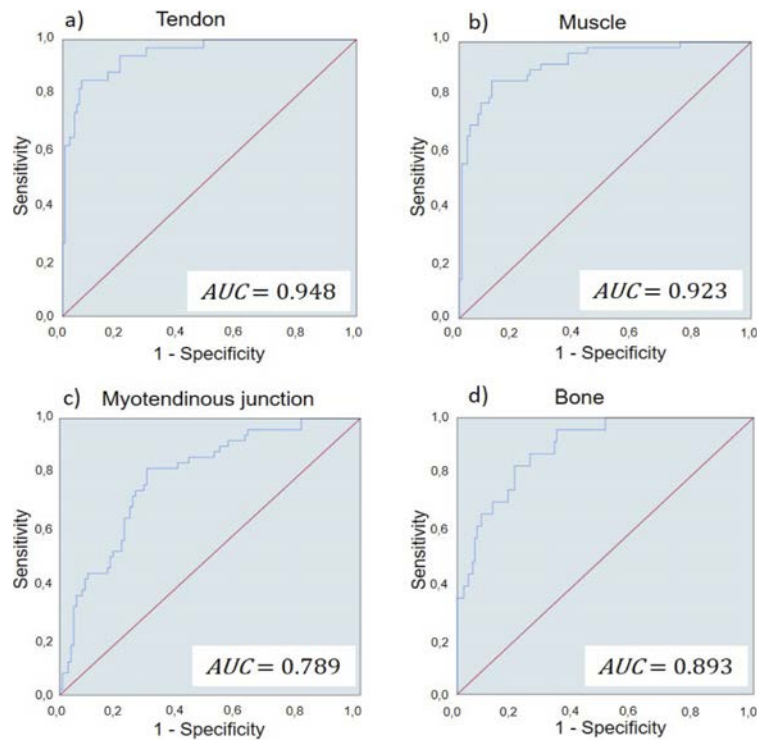 a) Tendon
1,0
0,8
0,6
0,4
0,2
0,0
Sensitivity
AUC = 0.948
0,0 0,2 0,4 0,6 0,8 1,0
1 - Specificity
b) Muscle
1,0
0,8
0,6
0,4
0,2
0,0
Sensitivity
AUC = 0.923
0,0 0,2 0,4 0,6 0,8 1,0
1 - Specificity
c) Myotendinous junction
1,0
0,8
0,6
0,4
0,2
0,0
Sensitivity
AUC = 0.789
0,0 0,2 0,4 0,6 0,8 1,0
1 - Specificity
d) Bone
1,0
0,8
0,6
0,4
0,2
0,0
Sensitivity
AUC = 0.893
0,0 0,2 0,4 0,6 0,8 1,0
1 - Specificity